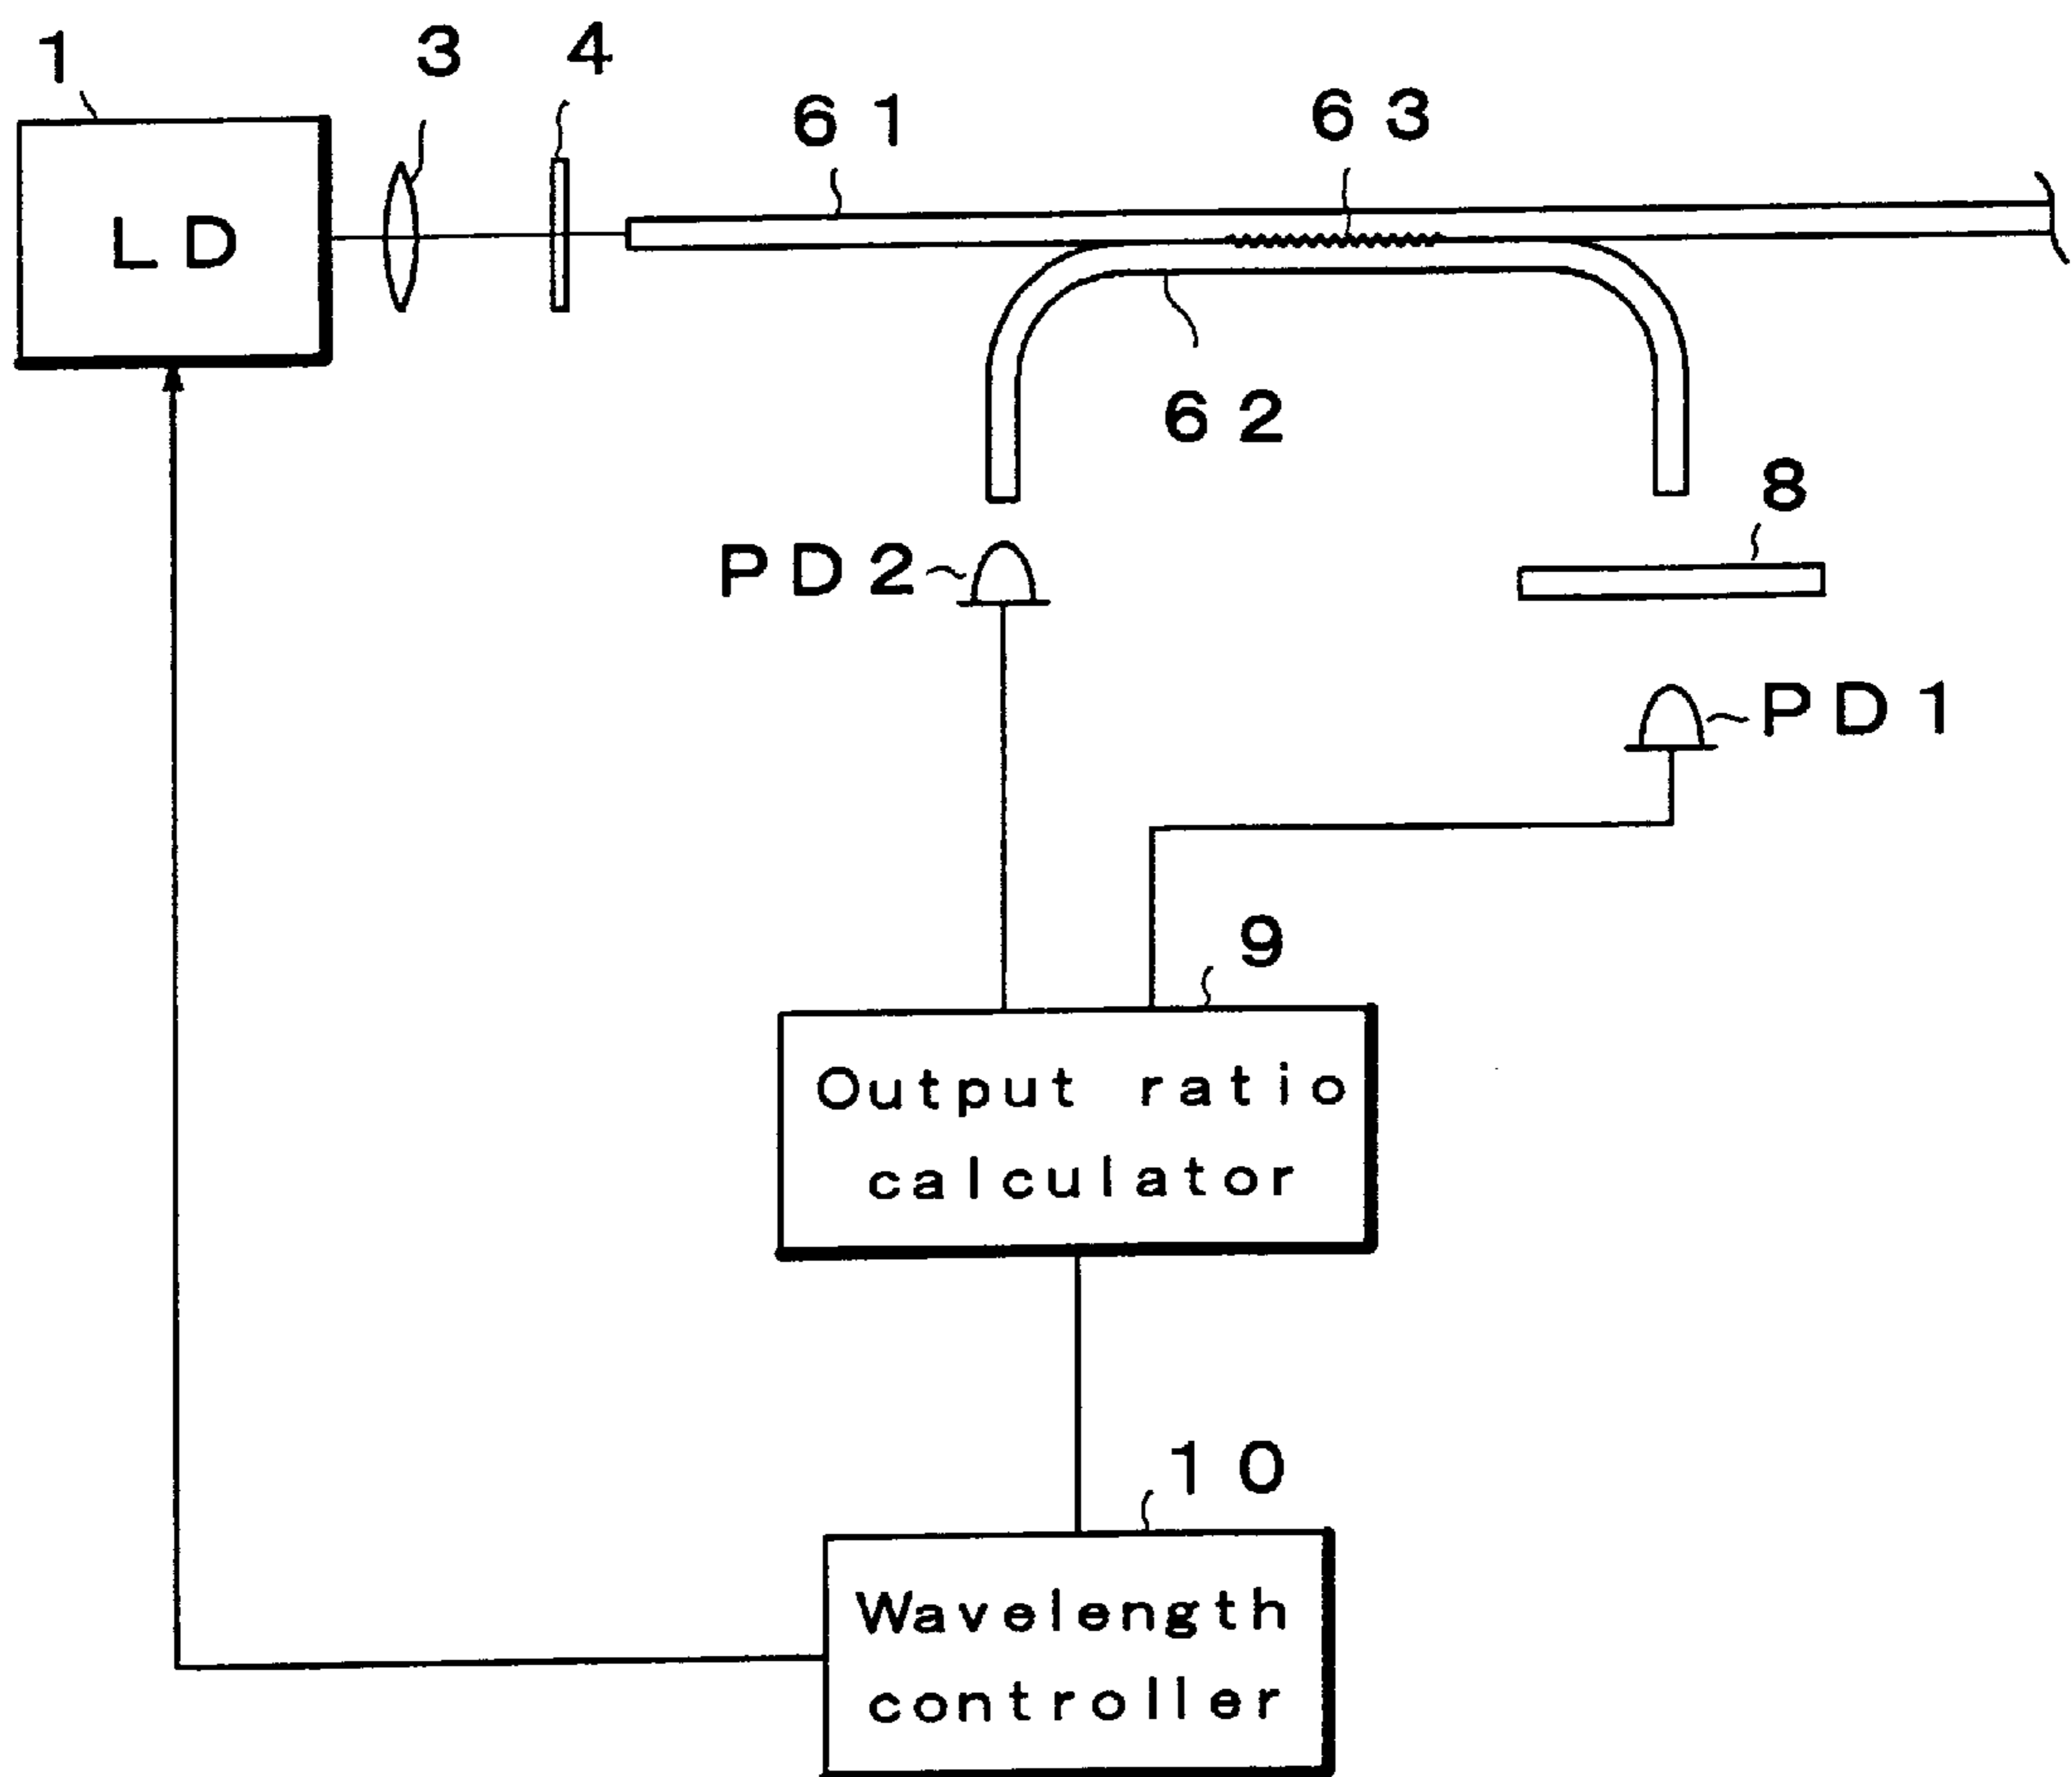 1
3
4
61
63
LD
62
8
PD2
PD1
9
Output ratio
calculator
10
Wavelength
controller